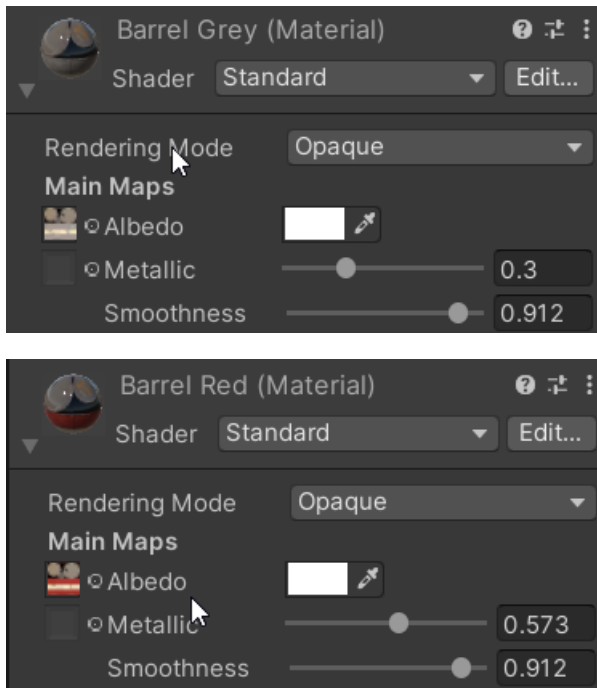 Barrel Grey (Material)
Shader Standard Edit...
Rendering Mode Opaque
Main Maps
Albedo
Metallic 0.3
Smoothness 0.912
Barrel Red (Material)
Shader Standard Edit...
Rendering Mode Opaque
Main Maps
Albedo
Metallic 0.573
Smoothness 0.912